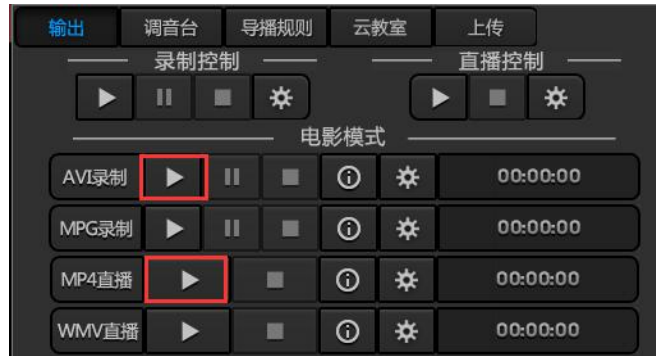 输出 调音台 导播规则 云教室 上传
录制控制 直播控制
电影模式
AVI录制 00:00:00
MPG录制 00:00:00
MP4直播 00:00:00
WMV直播 00:00:00